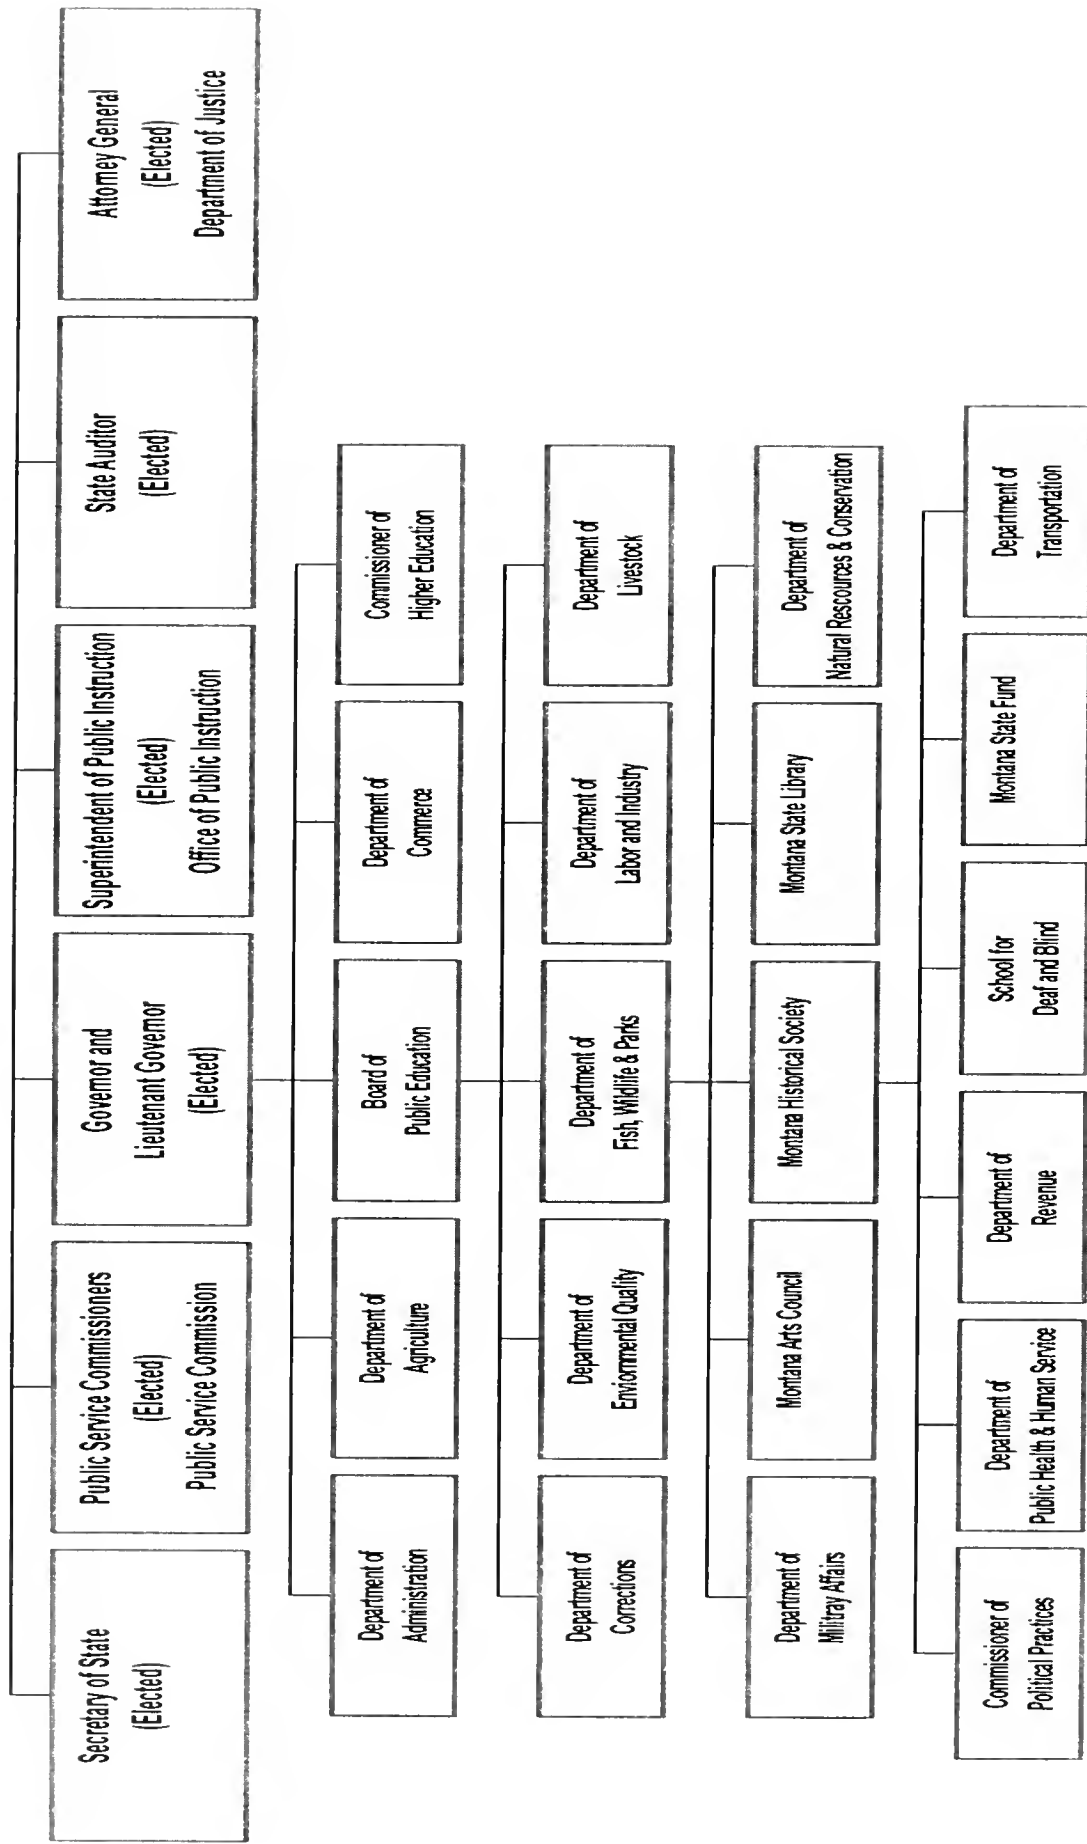 Secretary of State
(Elected)
Public Service Commissioners
(Elected)
Public Service Commission
Governor and
Lieutenant Governor
(Elected)
Superintendent of Public Instruction
(Elected)
Office of Public Instruction
State Auditor
(Elected)
Attorney General
(Elected)
Department of Justice
Department of
Administration
Department of
Agriculture
Board of
Public Education
Department of
Commerce
Commissioner of
Higher Education
Department of
Corrections
Department of
Enviornmental Quality
Department of
Fish, Wildlife & Parks
Department of
Labor and Industry
Department of
Livestock
Department of
Militray Affairs
Montana Arts Council
Montana Historical Society
Montana State Library
Department of
Natural Rescources & Conservation
Commissioner of
Political Practices
Department of
Public Health & Human Service
Department of
Revenue
School for
Deaf and Blind
Montana State Fund
Department of
Transportation